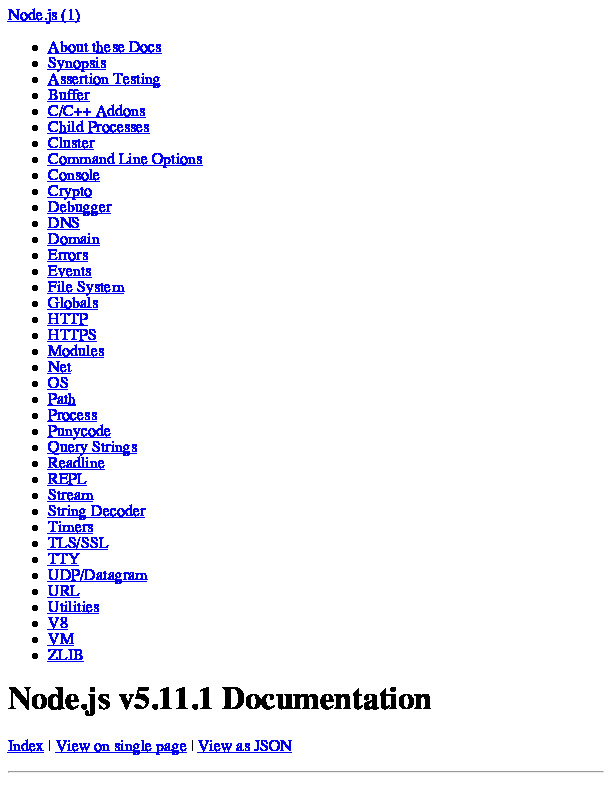 Node.js (1)
About these Docs
Synopsis
Assertion Testing
Buffer
C/C++ Addons
Child Processes
Cluster
Command Line Options
Console
Crypto
Debugger
DNS
Domain
Errors
Events
File System
Globals
HTTP
HTTPS
Modules
Net
OS
Path
Process
Punycode
Query Strings
Readline
REPL
Stream
String Decoder
Timers
TLS/SSL
TTY
UDP/Datagram
URL
Utilities
V8
VM
ZLIB
Node.js v5.11.1 Documentation
Index | View on single page | View as JSON